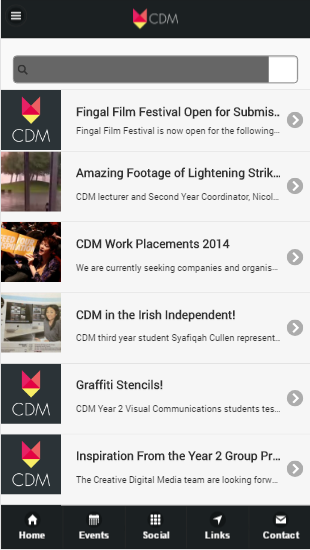 CDM
CDM
Fingal Film Festival Open for Submis...
Fingal Film Festival is now open for the following...
Amazing Footage of Lightening Strik...
CDM lecturer and Second Year Coordinator, Nicol...
CDM Work Placements 2014
We are currently seeking companies and organis...
CDM in the Irish Independent!
CDM third year student Syafiqah Cullen represent...
CDM
Graffiti Stencils!
CDM Year 2 Visual Communications students tes...
CDM
Inspiration From the Year 2 Group Pr...
The Creative Digital Media team are looking forw...
Home
Events
Social
Links
Contact